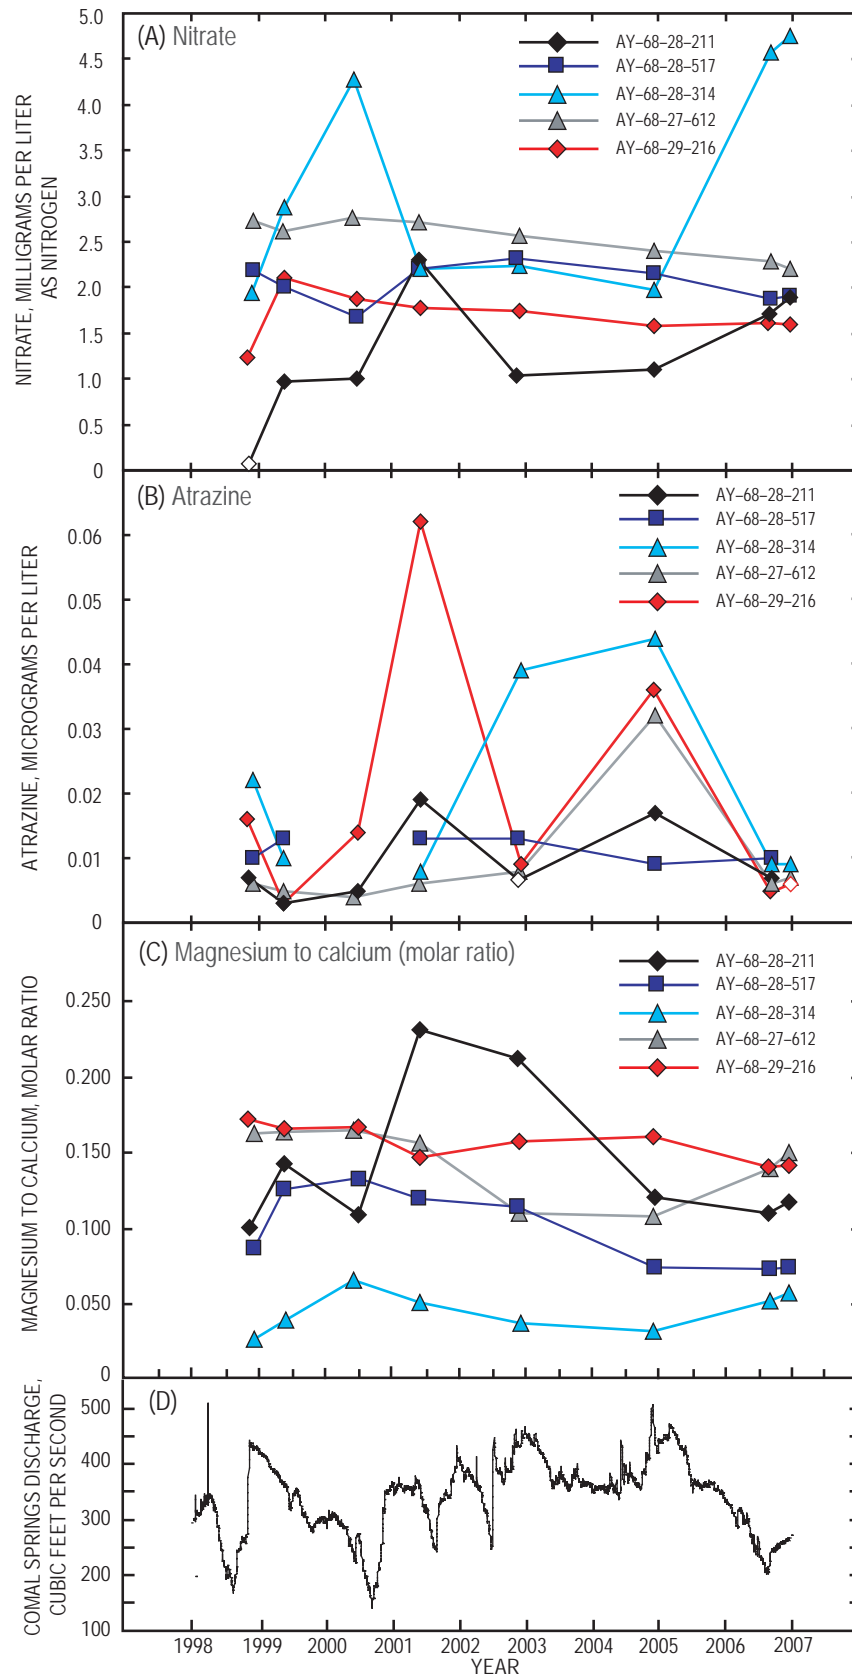 (A) Nitrate
AY–68–28–211
AY–68–28–517
AY–68–28–314
AY–68–27–612
AY–68–29–216
5.0
4.5
4.0
3.5
3.0
2.5
2.0
1.5
1.0
0.5
0
NITRATE, MILLIGRAMS PER LITER
AS NITROGEN
(B) Atrazine
AY–68–28–211
AY–68–28–517
AY–68–28–314
AY–68–27–612
AY–68–29–216
0.06
0.05
0.04
0.03
0.02
0.01
0
ATRAZINE, MICROGRAMS PER LITER
(C) Magnesium to calcium (molar ratio)
AY–68–28–211
AY–68–28–517
AY–68–28–314
AY–68–27–612
AY–68–29–216
0.250
0.200
0.150
0.100
0.050
0
MAGNESIUM TO CALCIUM, MOLAR RATIO
(D)
500
400
300
200
100
COMAL SPRINGS DISCHARGE,
CUBIC FEET PER SECOND
1998 1999 2000 2001 2002 2003 2004 2005 2006 2007
YEAR